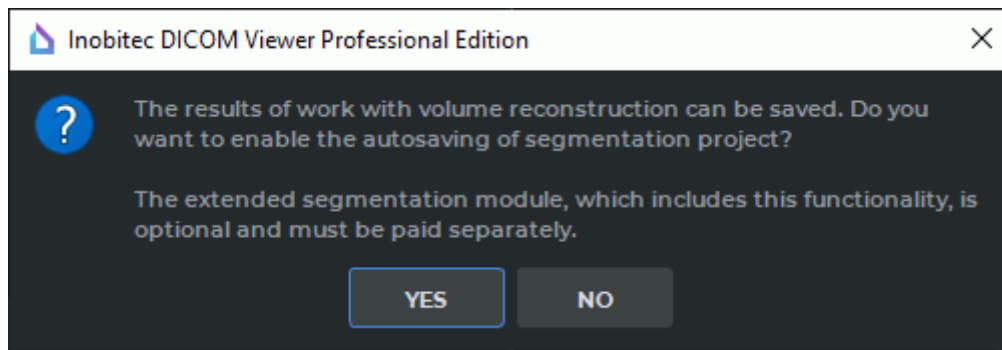 Inobitec DICOM Viewer Professional Edition
The results of work with volume reconstruction can be saved. Do you
want to enable the autosaving of segmentation project?
The extended segmentation module, which includes this functionality, is
optional and must be paid separately.
YES
NO